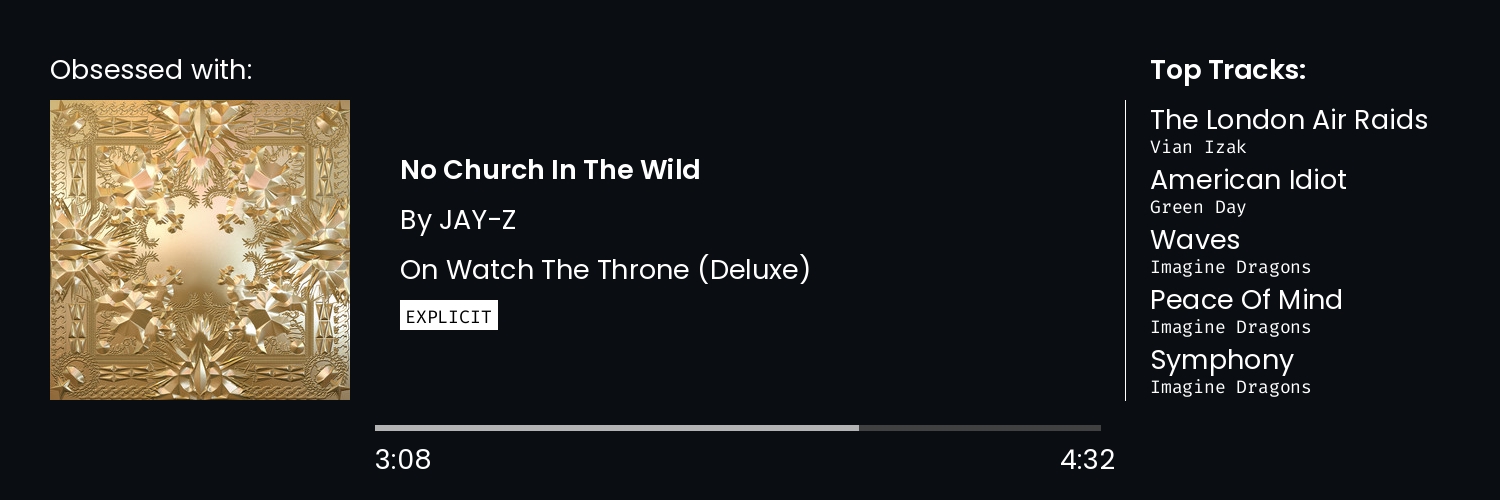 Obsessed with:
No Church In The Wild
By JAY-Z
On Watch The Throne (Deluxe)
EXPLICIT
3:08
4:32
Top Tracks:
The London Air Raids
Vian Izak
American Idiot
Green Day
Waves
Imagine Dragons
Peace Of Mind
Imagine Dragons
Symphony
Imagine Dragons